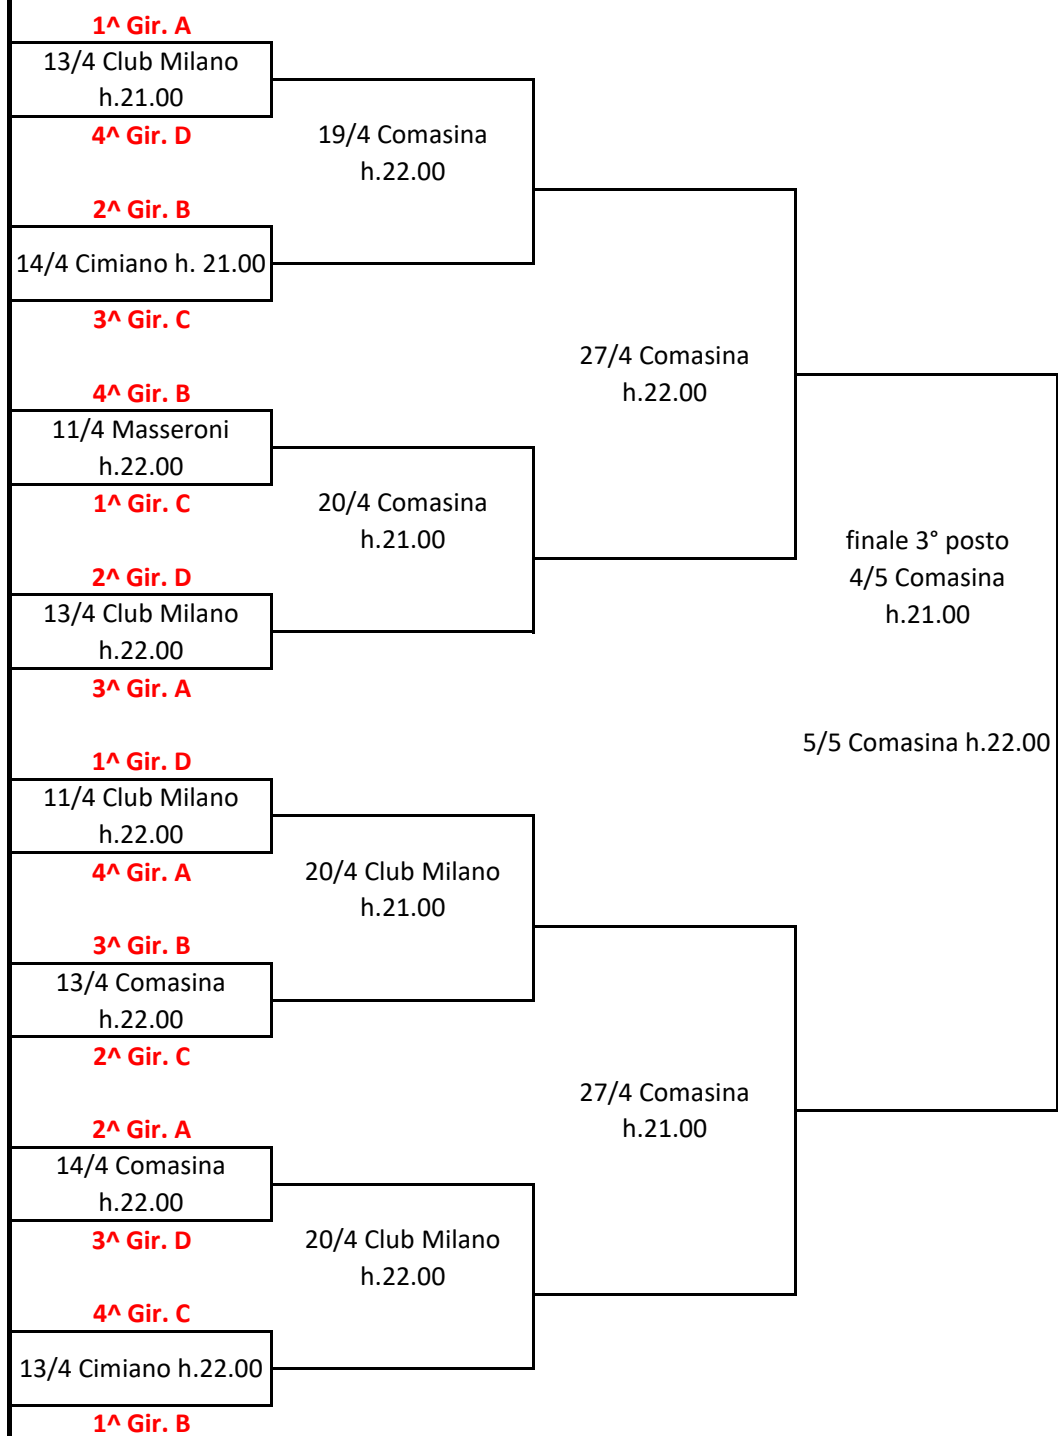 1^ Gir. A
13/4 Club Milano
h.21.00
4^ Gir. D
19/4 Comasina
h.22.00
2^ Gir. B
14/4 Cimiano h. 21.00
3^ Gir. C
27/4 Comasina
h.22.00
4^ Gir. B
11/4 Masseroni
h.22.00
1^ Gir. C
20/4 Comasina
h.21.00
finale 3° posto
4/5 Comasina
h.21.00
2^ Gir. D
13/4 Club Milano
h.22.00
3^ Gir. A
5/5 Comasina h.22.00
1^ Gir. D
11/4 Club Milano
h.22.00
4^ Gir. A
20/4 Club Milano
h.21.00
3^ Gir. B
13/4 Comasina
h.22.00
2^ Gir. C
27/4 Comasina
h.21.00
2^ Gir. A
14/4 Comasina
h.22.00
3^ Gir. D
20/4 Club Milano
h.22.00
4^ Gir. C
13/4 Cimiano h.22.00
1^ Gir. B